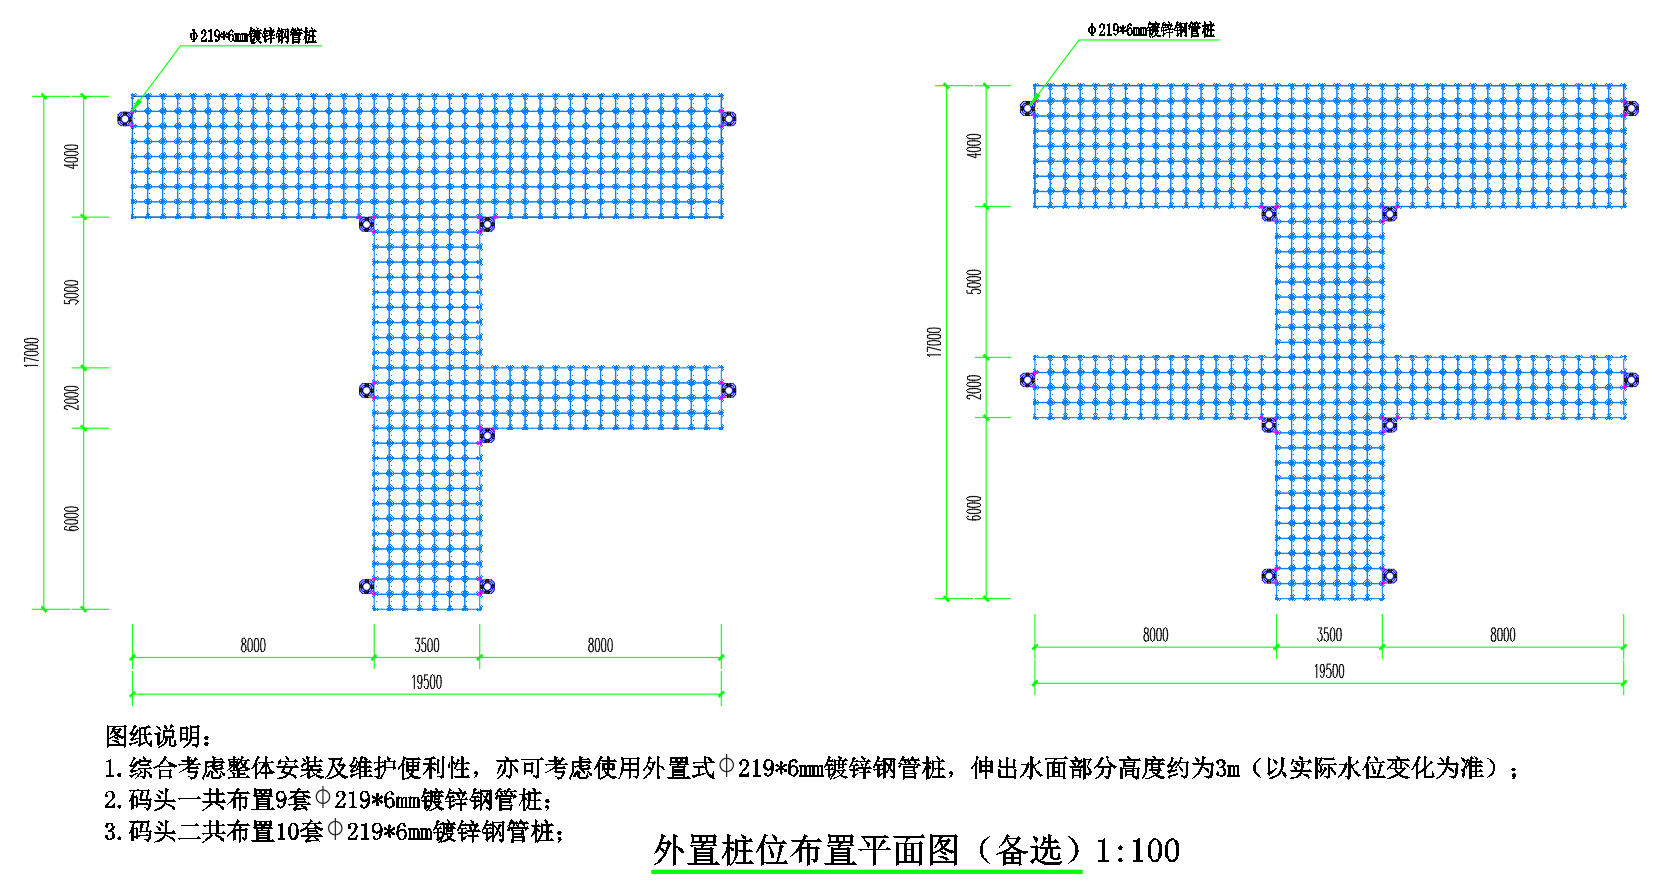 φ219*6mm镀锌钢管桩
4000
5000
2000
6000
17000
8000
3500
8000
19500
φ219*6mm镀锌钢管桩
4000
5000
2000
6000
17000
8000
3500
8000
19500
图纸说明：
1.综合考虑整体安装及维护便利性，亦可考虑使用外置式φ219*6mm镀锌钢管桩，伸出水面部分高度约为3m（以实际水位变化为准）；
2.码头一共布置9套φ219*6mm镀锌钢管桩；
3.码头二共布置10套φ219*6mm镀锌钢管桩；
外置桩位布置平面图（备选）1:100